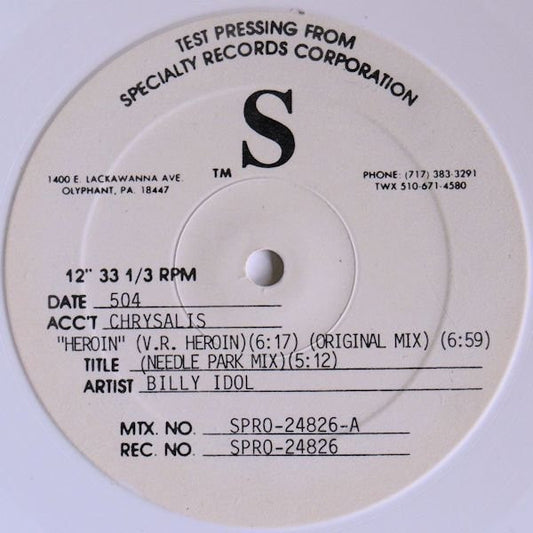 TEST PRESSING FROM
SPECIALTY RECORDS CORPORATION
S
TM
1400 E. LACKAWANNA AVE.
OLYPHANT, PA. 18447
PHONE: (717) 383-3291
TWX 510-671-4580
12" 33 1/3 RPM
DATE 504
ACC'T CHRYSALIS
"HEROIN" (V.R. HEROIN)(6:17) (ORIGINAL MIX) (6:59)
TITLE (NEEDLE PARK MIX)(5:12)
ARTIST BILLY IDOL
MTX. NO. SPRO-24826-A
REC. NO. SPRO-24826